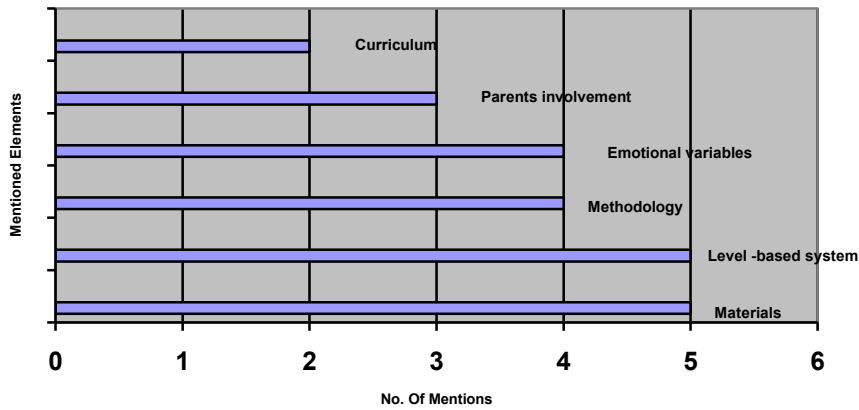 Curriculum
Parents involvement
Emotional variables
Methodology
Level -based system
Materials
Mentioned Elements
0 1 2 3 4 5 6
No. Of Mentions